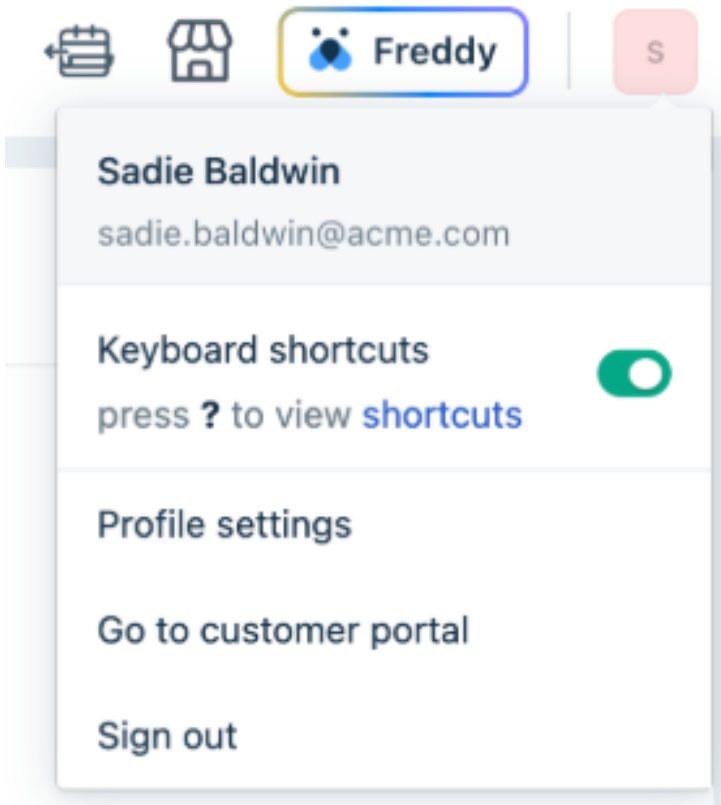 Freddy
S
Sadie Baldwin
sadie.baldwin@acme.com
Keyboard shortcuts
press ? to view shortcuts
Profile settings
Go to customer portal
Sign out